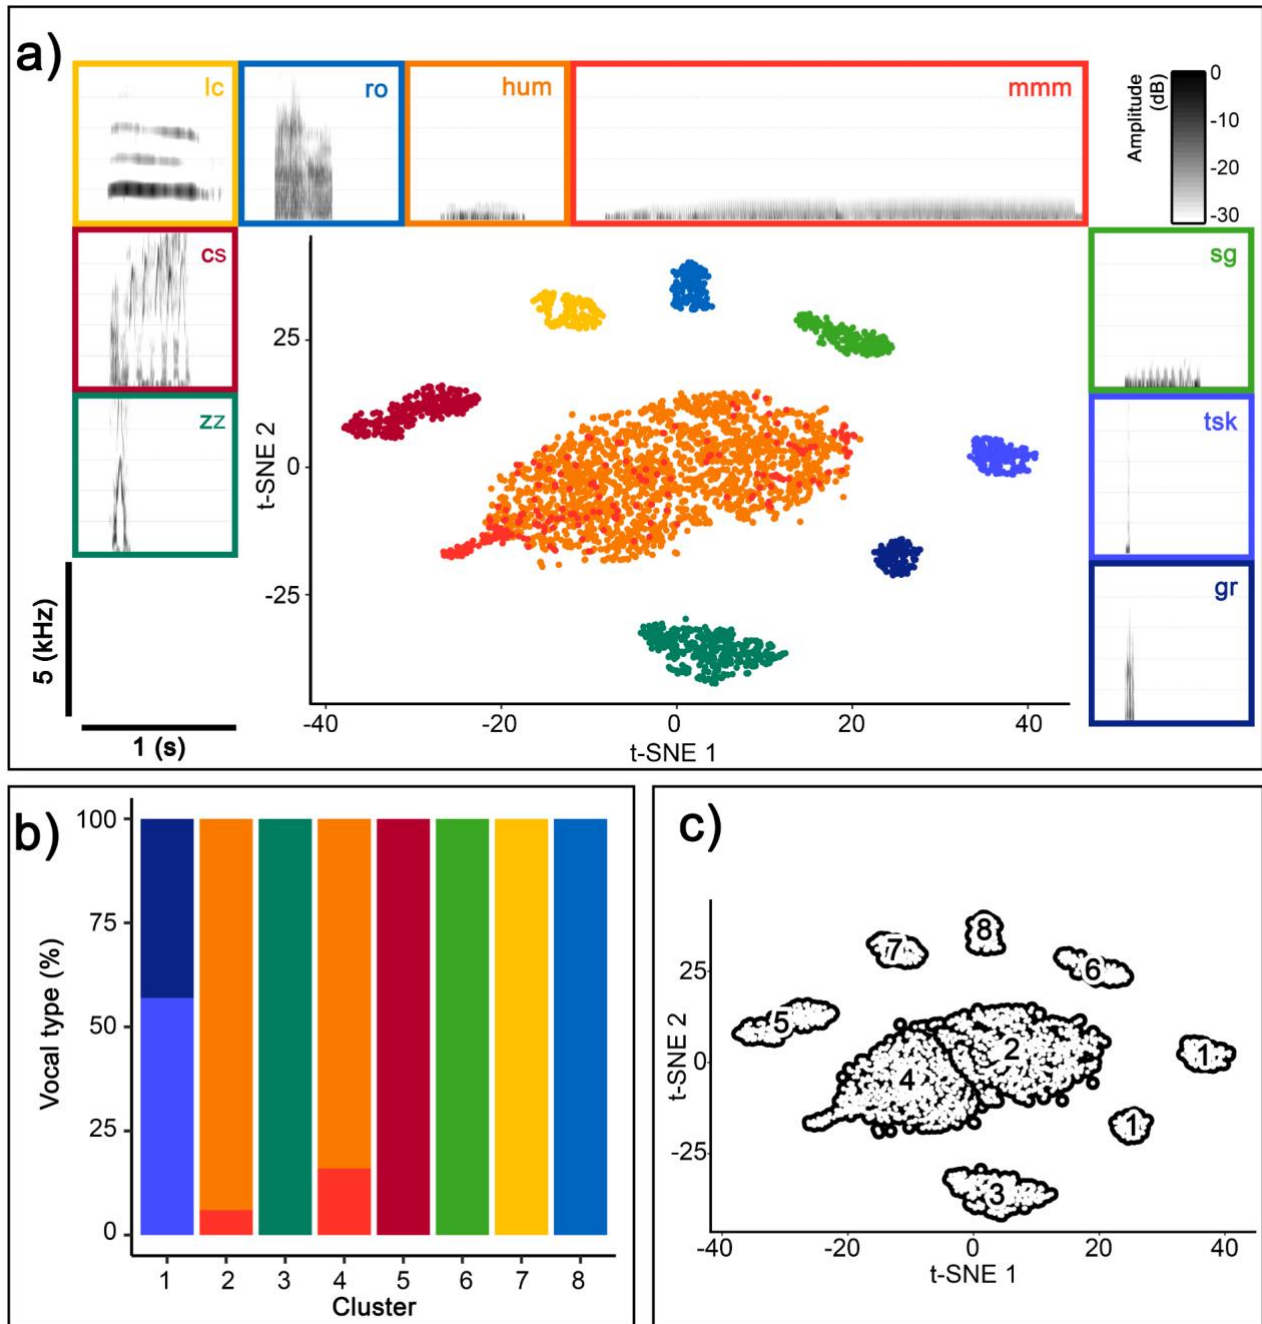 a)
lc
ro
hum
mmm
Amplitude
(dB)
0
-10
-20
-30
cs
sg
zz
tsk
gr
25
0
-25
t-SNE 2
-40
-20
0
20
40
t-SNE 1
5 (kHz)
1 (s)
b)
100
75
50
25
0
Vocal type (%)
1
2
3
4
5
6
7
8
Cluster
c)
25
0
-25
t-SNE 2
7
8
6
5
2
1
4
1
3
-40
-20
0
20
40
t-SNE 1